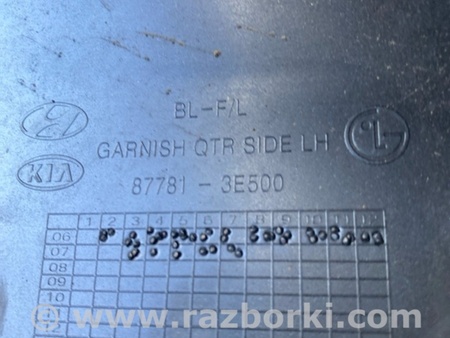 BL-F/L
GARNISH QTR SIDE LH
KIA
87781 - 3E500
1 2 3 4 5 6 7 8 9 10 11 12
06
07
08
09
10
© www.razborki.com